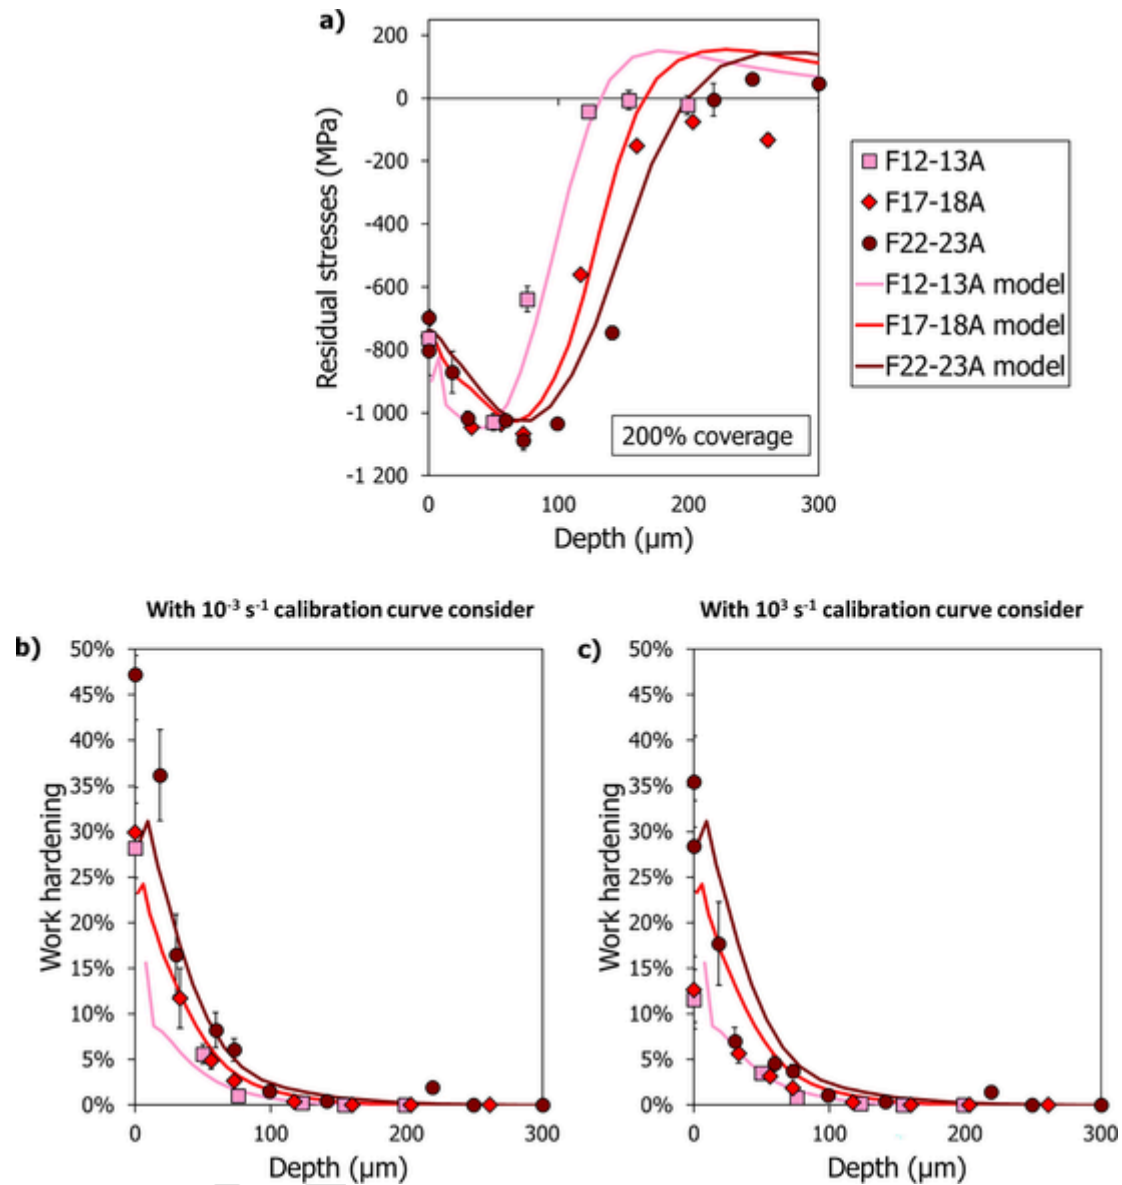 a)
200
0
-200
-400
-600
-800
-1 000
-1 200
Residual stresses (MPa)
200% coverage
0 100 200 300
Depth (µm)
F12-13A
F17-18A
F22-23A
F12-13A model
F17-18A model
F22-23A model
With 10⁻³ s⁻¹ calibration curve consider
b)
50%
45%
40%
35%
30%
25%
20%
15%
10%
5%
0%
Work hardening
0 100 200 300
Depth (µm)
With 10³ s⁻¹ calibration curve consider
c)
50%
45%
40%
35%
30%
25%
20%
15%
10%
5%
0%
Work hardening
0 100 200 300
Depth (µm)